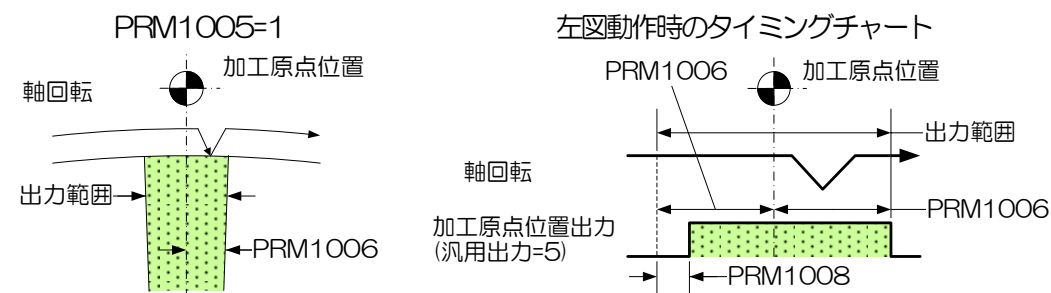 PRM1005=1
加工原点位置
軸回転
出力範囲
PRM1006
左図動作時のタイミングチャート
PRM1006
加工原点位置
出力範囲
軸回転
PRM1006
加工原点位置出力
(汎用出力=5)
PRM1008